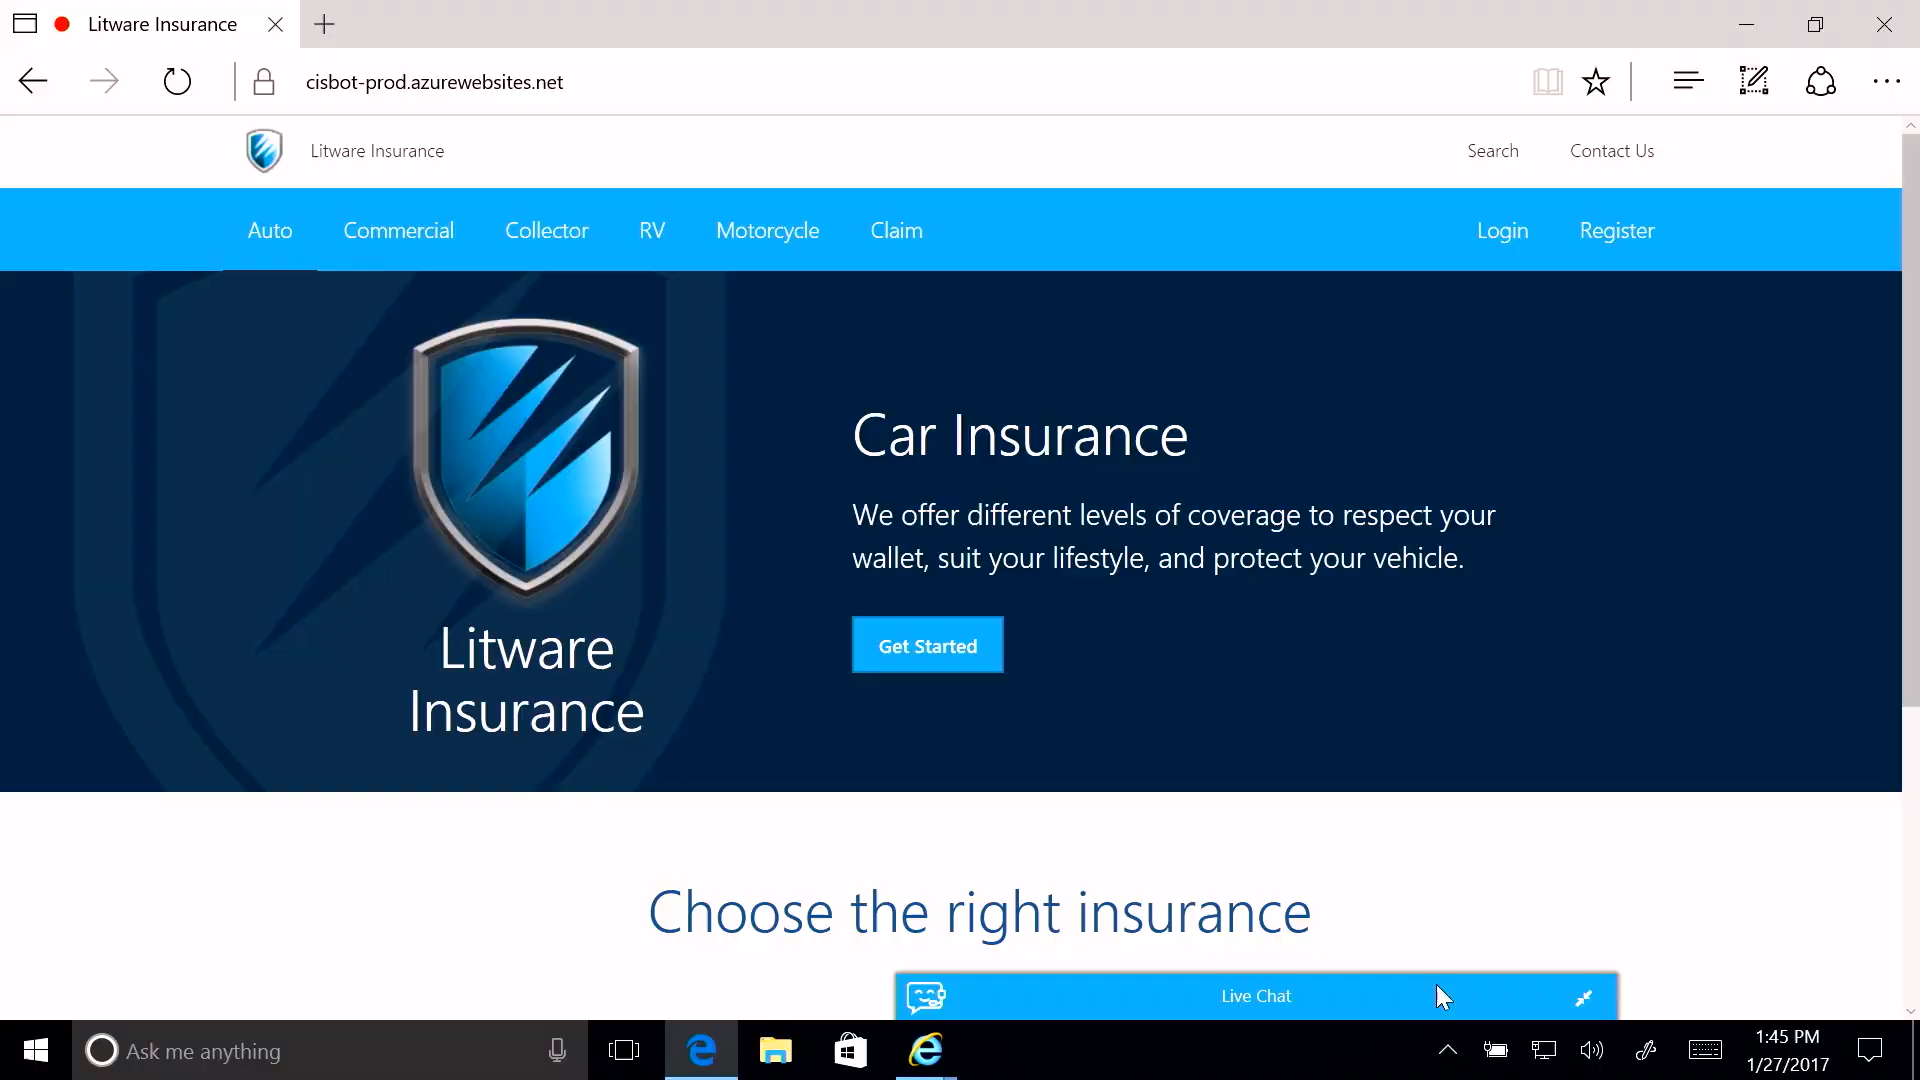 Litware Insurance
cisbot-prod.azurewebsites.net
Litware Insurance
Search
Contact Us
Auto
Commercial
Collector
RV
Motorcycle
Claim
Login
Register
Litware
Insurance
Car Insurance
We offer different levels of coverage to respect your
wallet, suit your lifestyle, and protect your vehicle.
Get Started
Choose the right insurance
Live Chat
Ask me anything
1:45 PM
1/27/2017